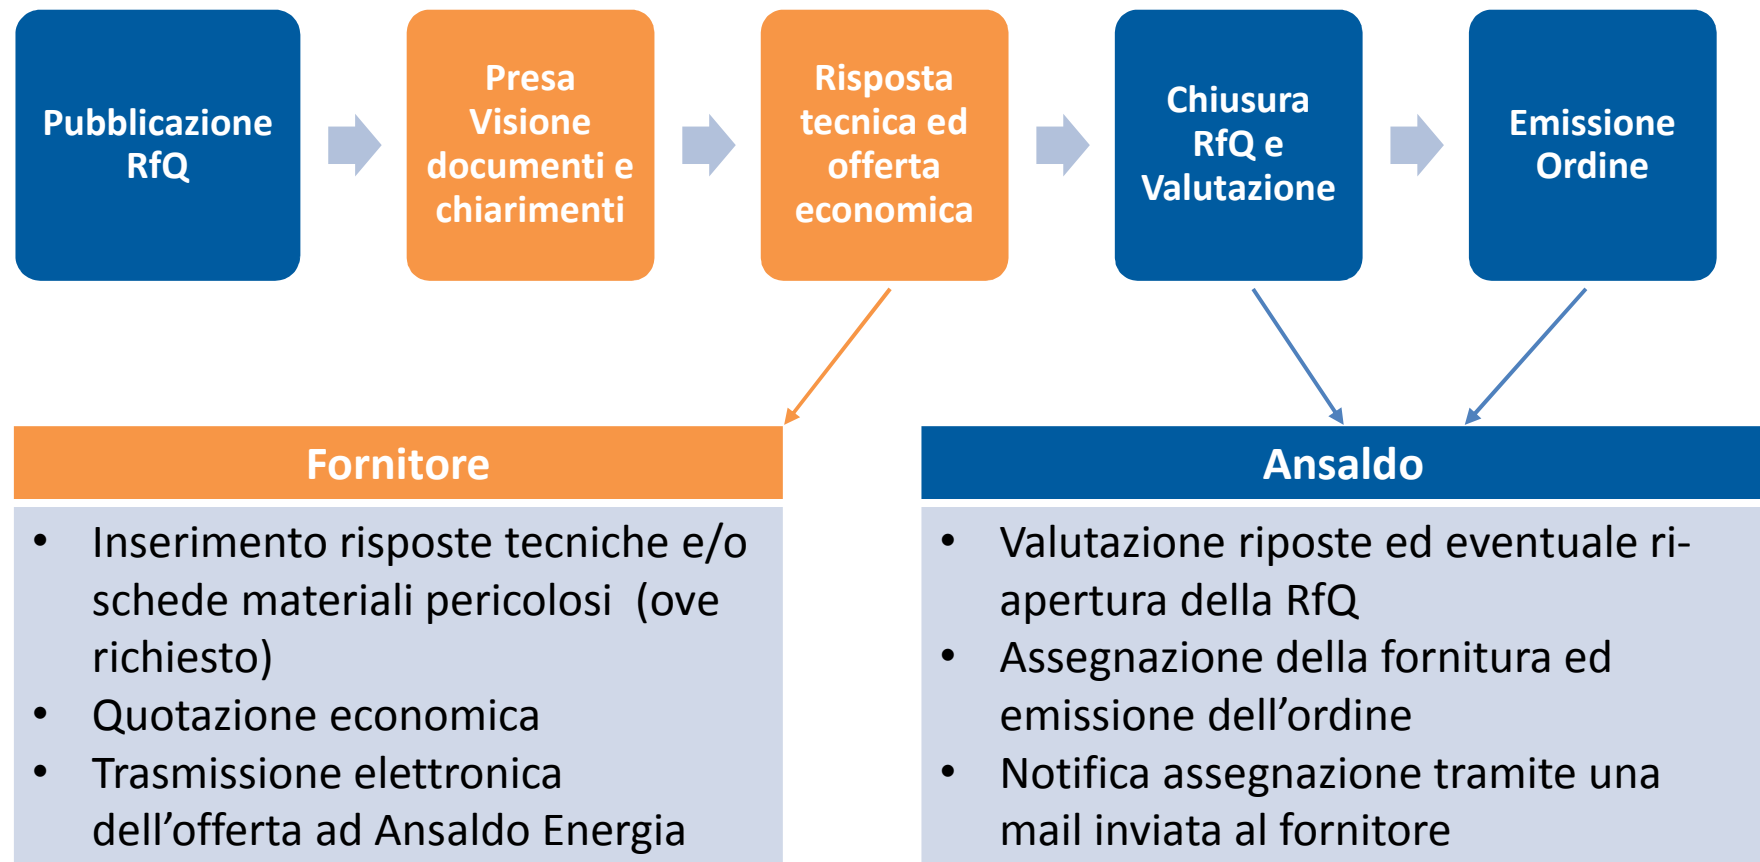 Pubblicazione
RfQ
Presa
Visione
documenti e
chiarimenti
Risposta
tecnica ed
offerta
economica
Chiusura
RfQ e
Valutazione
Emissione
Ordine
Fornitore
• Inserimento risposte tecniche e/o
schede materiali pericolosi (ove
richiesto)
• Quotazione economica
• Trasmissione elettronica
dell’offerta ad Ansaldo Energia
Ansaldo
• Valutazione riposte ed eventuale ri-
apertura della RfQ
• Assegnazione della fornitura ed
emissione dell’ordine
• Notifica assegnazione tramite una
mail inviata al fornitore